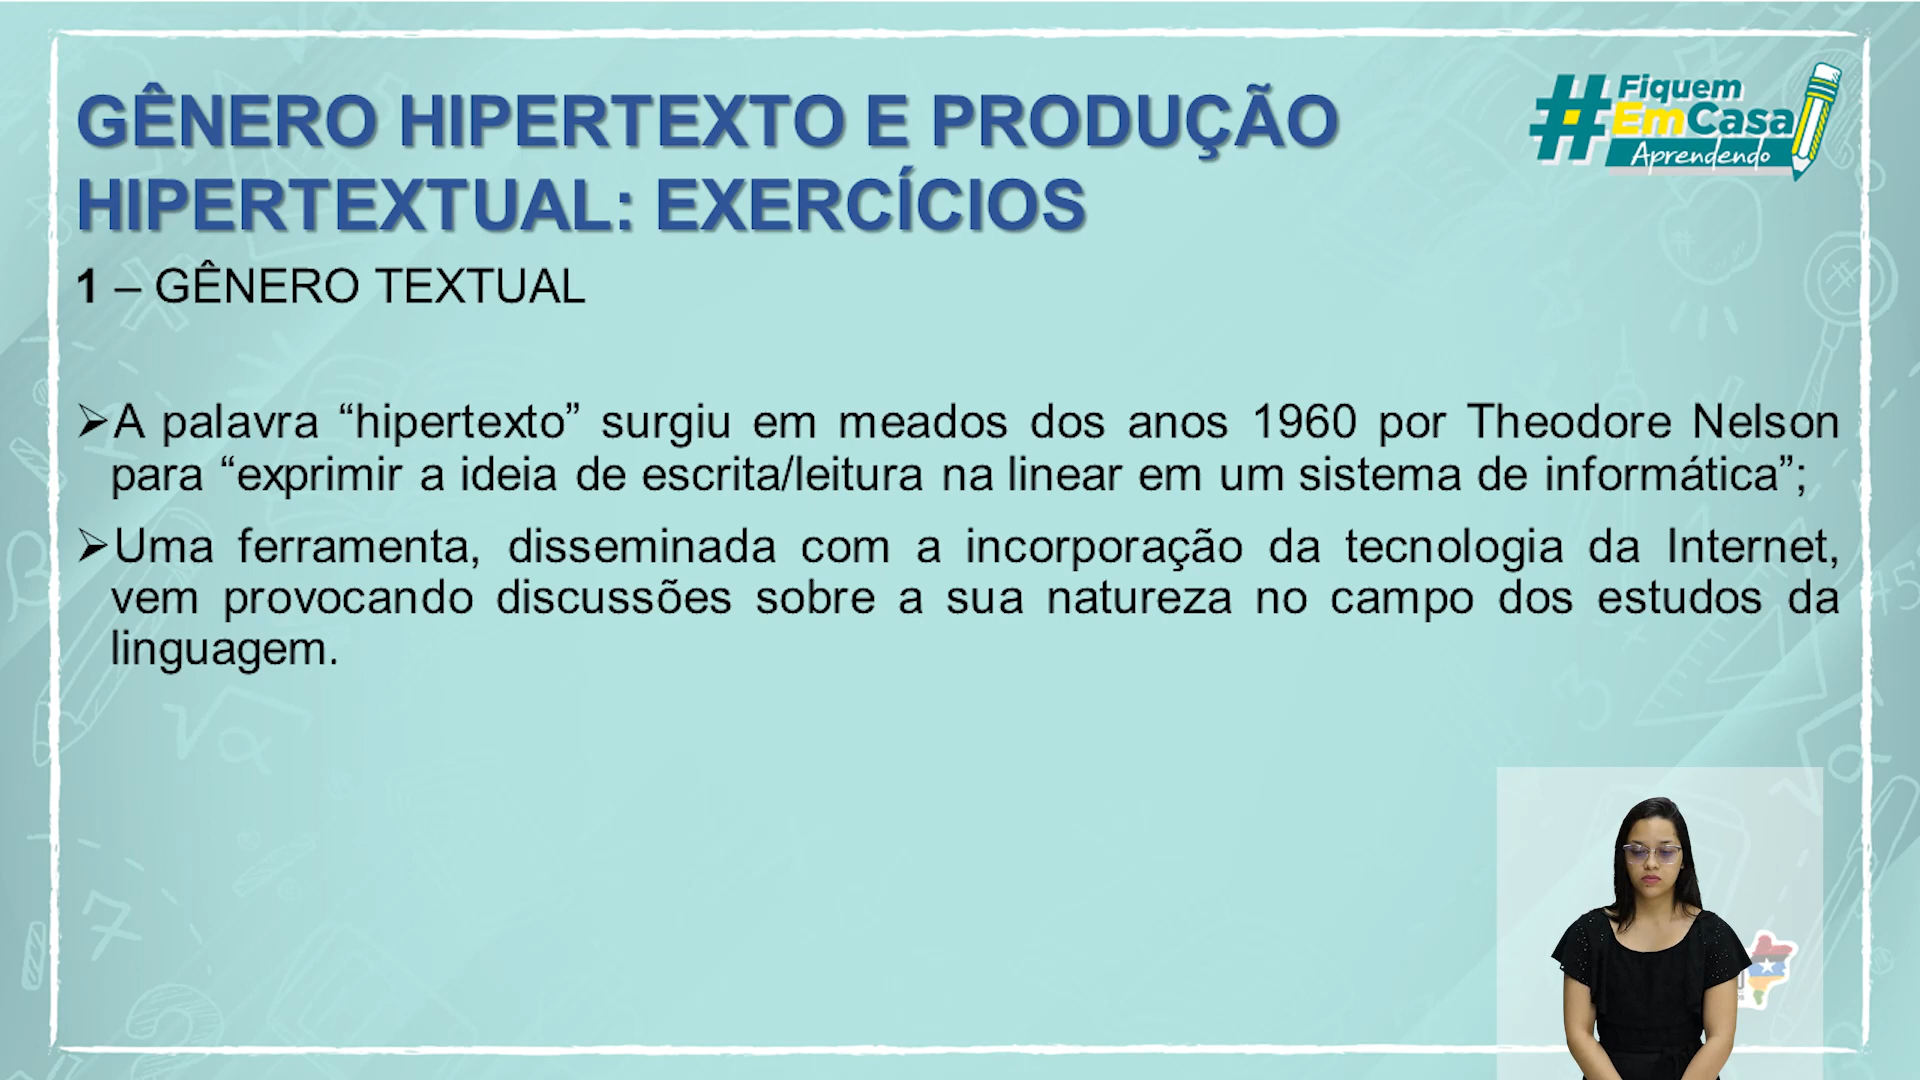 GÊNERO HIPERTEXTO E PRODUÇÃO
HIPERTEXTUAL: EXERCÍCIOS
#Fiquem
EmCasa
Aprendendo
1 – GÊNERO TEXTUAL
➢A palavra “hipertexto” surgiu em meados dos anos 1960 por Theodore Nelson
para “exprimir a ideia de escrita/leitura na linear em um sistema de informática”;
➢Uma ferramenta, disseminada com a incorporação da tecnologia da Internet,
vem provocando discussões sobre a sua natureza no campo dos estudos da
linguagem.